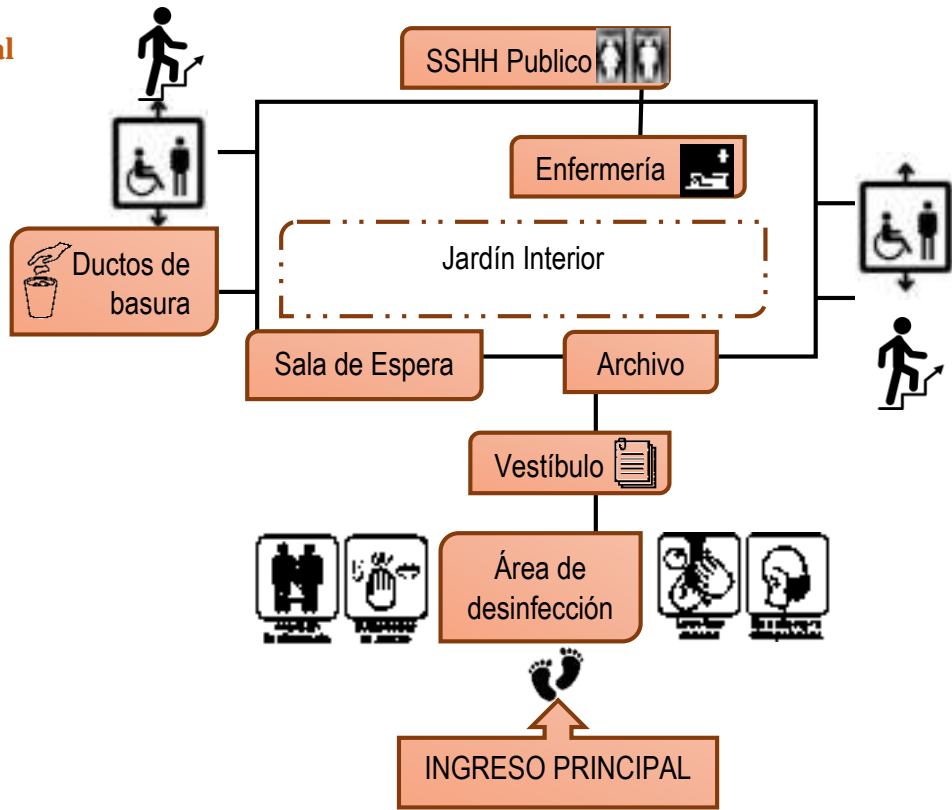 al
SSHH Publico
Enfermería
Jardín Interior
Ductos de
basura
Sala de Espera
Archivo
Vestíbulo
Área de
desinfección
INGRESO PRINCIPAL